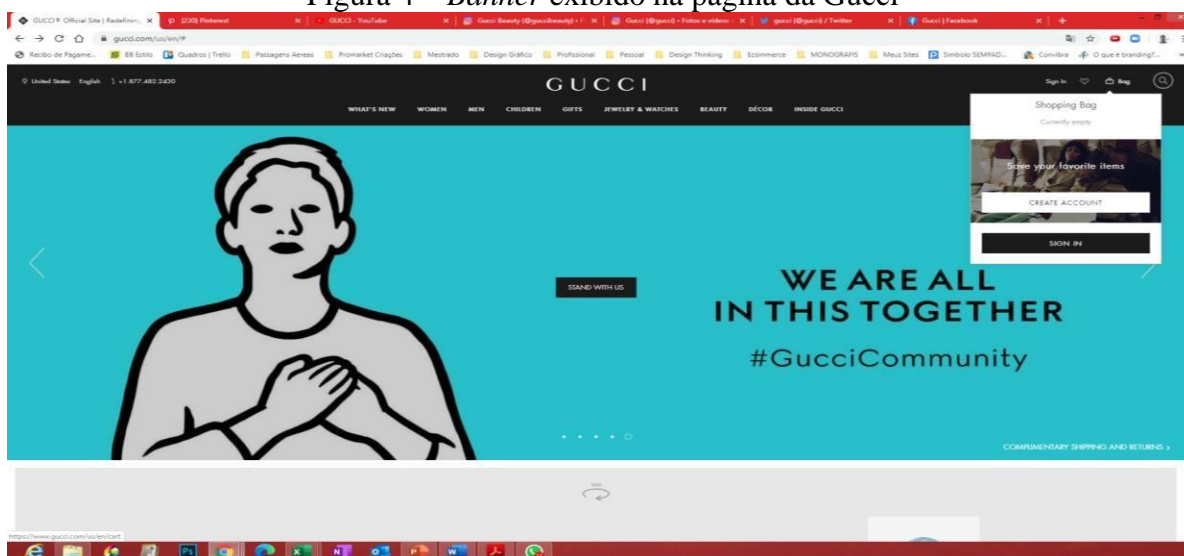 Figura 4 – Banner exibido na página da Gucci
GUCCI® Official Site | Redefining
(230) Pinterest
GUCCI - YouTube
Gucci Beauty (@guccibeauty) •
Gucci (@gucci) • Fotos e vídeos
gucci (@gucci) / Twitter
Gucci | Facebook
gucci.com/us/en/#
Recibo de Pagame...
BB Estilo
Quadros | Trello
Passagens Aereas
Promarket Criações
Mestrado
Design Gráfico
Profissional
Pessoal
Design Thinking
Ecommerce
MONOGRAFIS
Meus Sites
Simbolo SEMPAD...
Convibra
O que é branding?...
United States English +1.877.482.2430
GUCCI
Sign In
Bag
WHAT'S NEW WOMEN MEN CHILDREN GIFTS JEWELRY & WATCHES BEAUTY DÉCOR INSIDE GUCCI
Shopping Bag
Currently empty
Save your favorite items
CREATE ACCOUNT
SIGN IN
STAND WITH US
WE ARE ALL
IN THIS TOGETHER
#GucciCommunity
COMPLIMENTARY SHIPPING AND RETURNS >
360
https://www.gucci.com/us/en/cart